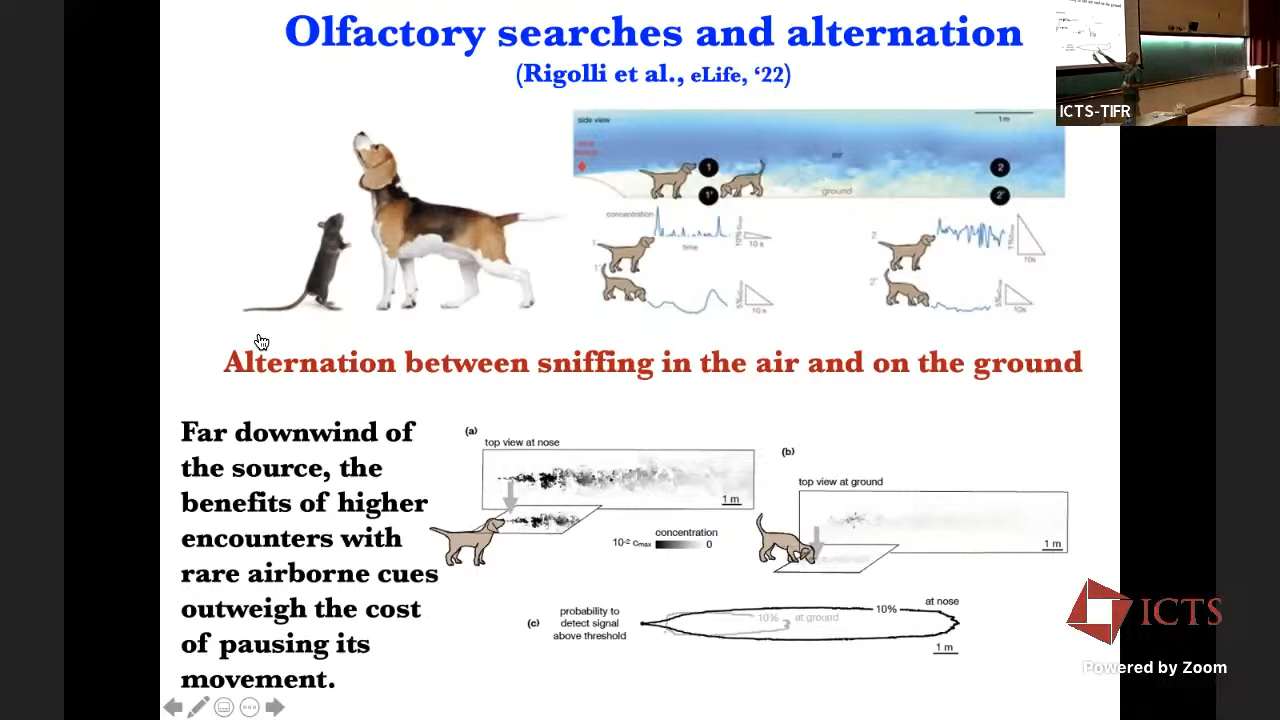 Olfactory searches and alternation
(Rigolli et al., eLife, ‘22)
ICTS-TIFR
side view
1m
air
1
2
1'
2'
ground
concentration
time
10 s
10s
1
2
1'
2'
10 s
10s
Alternation between sniffing in the air and on the ground
Far downwind of
the source, the
benefits of higher
encounters with
rare airborne cues
outweigh the cost
of pausing its
movement.
(a)
top view at nose
1 m
concentration
10⁻² Cmax
0
(b)
top view at ground
1 m
(c)
probability to
detect signal
above threshold
10%
at ground
10%
at nose
1 m
ICTS
Powered by Zoom